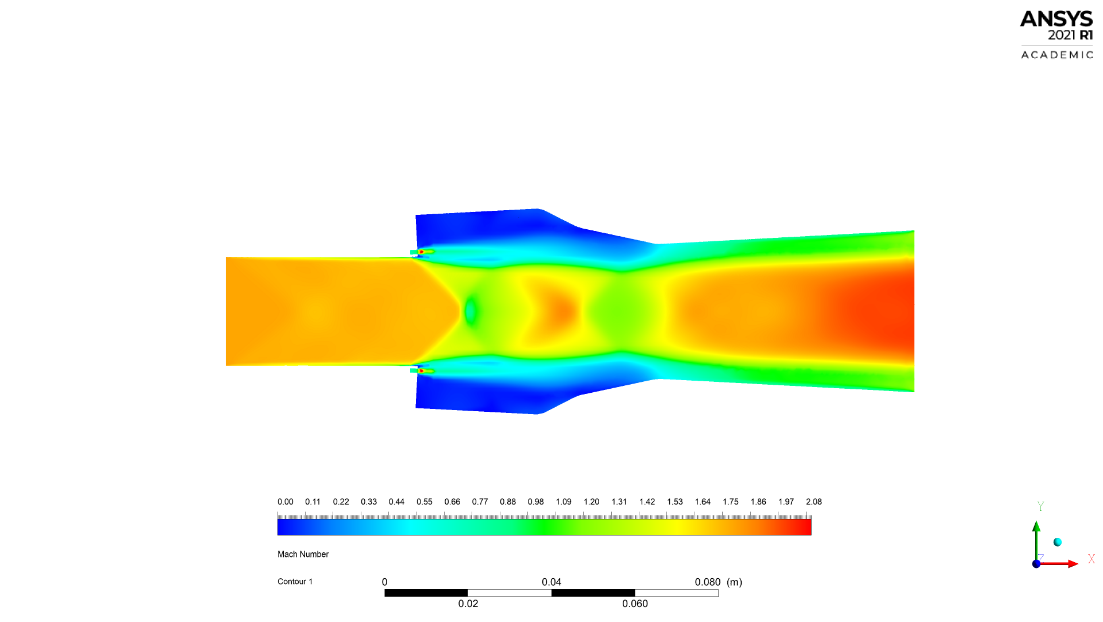 ANSYS
2021 R1
ACADEMIC
0.00 0.11 0.22 0.33 0.44 0.55 0.66 0.77 0.88 0.98 1.09 1.20 1.31 1.42 1.53 1.64 1.75 1.86 1.97 2.08
Mach Number
Contour 1
0 0.04 0.080 (m)
0.02 0.060
Y
Z X